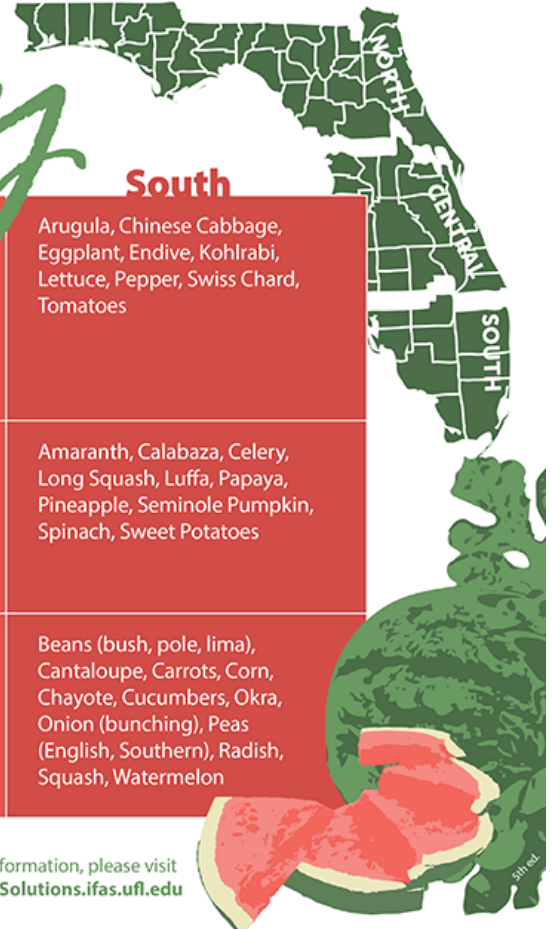 South
Arugula, Chinese Cabbage,
Eggplant, Endive, Kohlrabi,
Lettuce, Pepper, Swiss Chard,
Tomatoes
Amaranth, Calabaza, Celery,
Long Squash, Luffa, Papaya,
Pineapple, Seminole Pumpkin,
Spinach, Sweet Potatoes
Beans (bush, pole, lima),
Cantaloupe, Carrots, Corn,
Chayote, Cucumbers, Okra,
Onion (bunching), Peas
(English, Southern), Radish,
Squash, Watermelon
NORTH
CENTRAL
SOUTH
formation, please visit
Solutions.ifas.ufl.edu
5th ed.